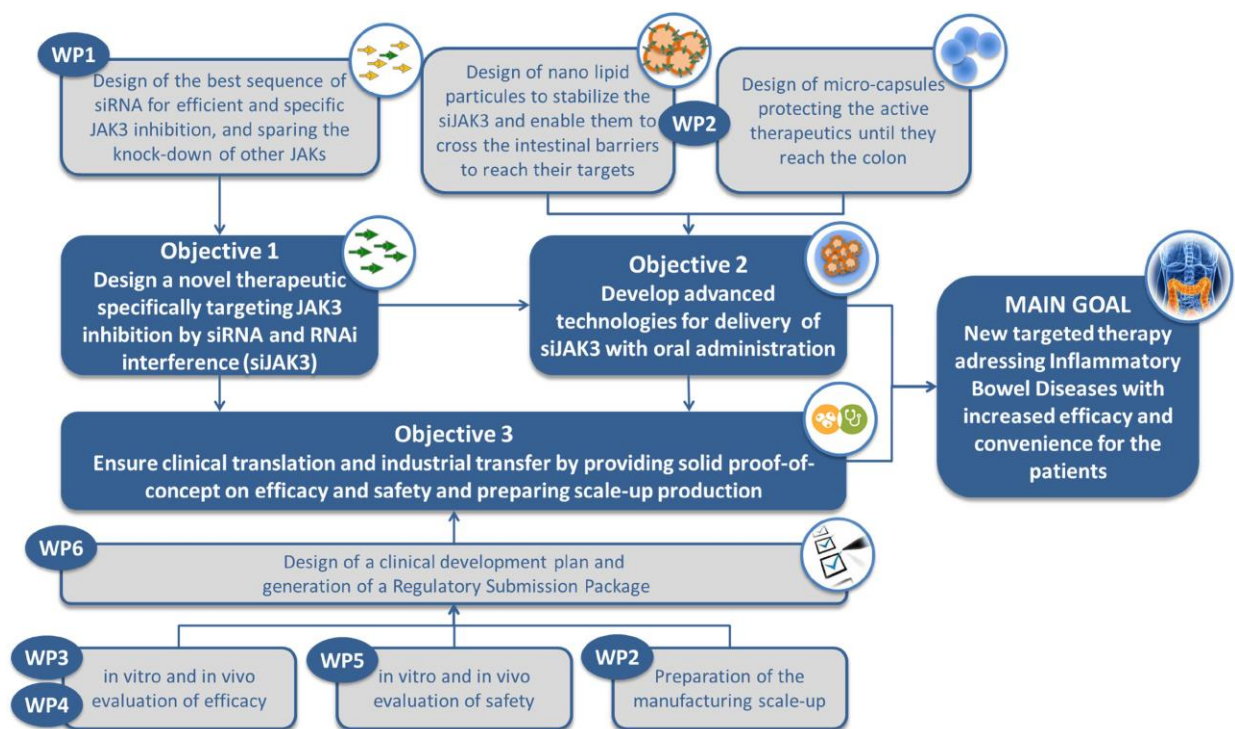 WP1
Design of the best sequence of
siRNA for efficient and specific
JAK3 inhibition, and sparing the
knock-down of other JAKs
Design of nano lipid
particules to stabilize the
siJAK3 and enable them to
cross the intestinal barriers
to reach their targets
WP2
Design of micro-capsules
protecting the active
therapeutics until they
reach the colon
Objective 1
Design a novel therapeutic
specifically targeting JAK3
inhibition by siRNA and RNAi
interference (siJAK3)
Objective 2
Develop advanced
technologies for delivery of
siJAK3 with oral administration
MAIN GOAL
New targeted therapy
adressing Inflammatory
Bowel Diseases with
increased efficacy and
convenience for the
patients
Objective 3
Ensure clinical translation and industrial transfer by providing solid proof-of-
concept on efficacy and safety and preparing scale-up production
WP6
Design of a clinical development plan and
generation of a Regulatory Submission Package
WP3
WP4
in vitro and in vivo
evaluation of efficacy
WP5
in vitro and in vivo
evaluation of safety
WP2
Preparation of the
manufacturing scale-up